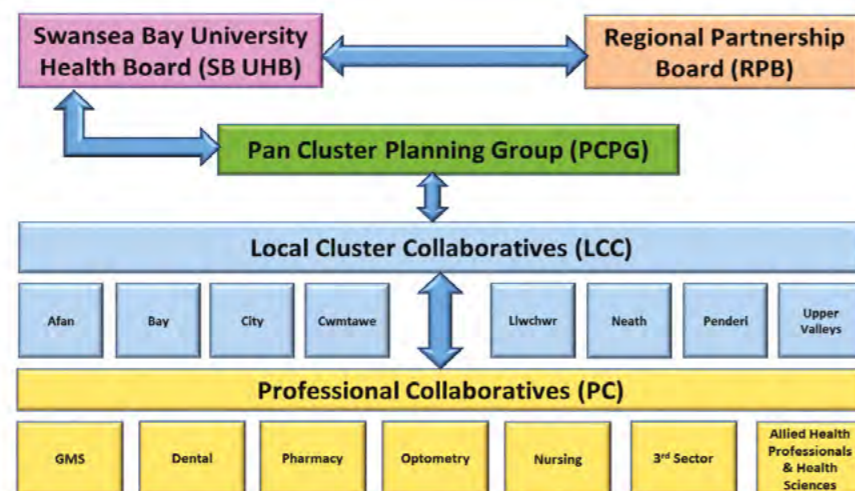 Swansea Bay University
Health Board (SB UHB)
Regional Partnership
Board (RPB)
Pan Cluster Planning Group (PCPG)
Local Cluster Collaboratives (LCC)
Afan
Bay
City
Cwmtawe
Llwchwr
Neath
Penderi
Upper
Valleys
Professional Collaboratives (PC)
GMS
Dental
Pharmacy
Optometry
Nursing
3rd Sector
Allied Health
Professionals
& Health
Sciences